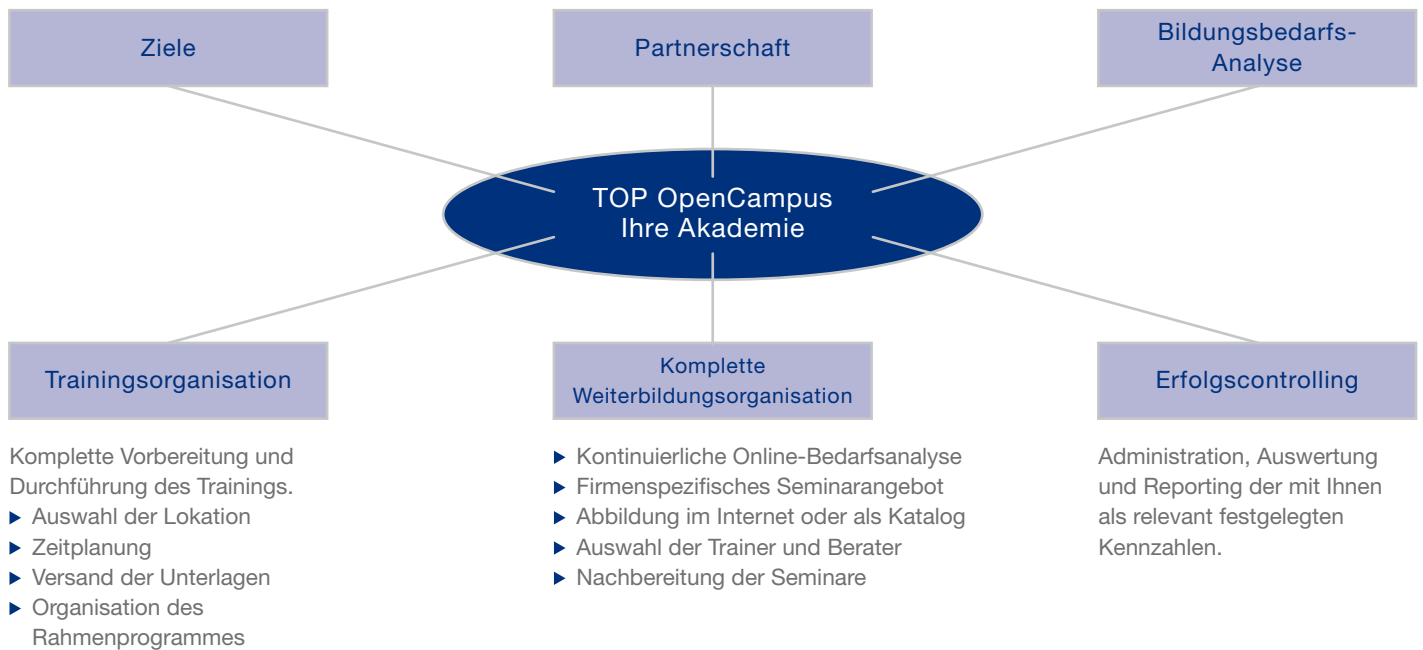 Ziele
Partnerschaft
Bildungsbedarfs-
Analyse
TOP OpenCampus
Ihre Akademie
Trainingsorganisation
Komplette Vorbereitung und
Durchführung des Trainings.
▶ Auswahl der Lokation
▶ Zeitplanung
▶ Versand der Unterlagen
▶ Organisation des
Rahmenprogrammes
Komplette
Weiterbildungsorganisation
▶ Kontinuierliche Online-Bedarfsanalyse
▶ Firmenspezifisches Seminarangebot
▶ Abbildung im Internet oder als Katalog
▶ Auswahl der Trainer und Berater
▶ Nachbereitung der Seminare
Erfolgscontrolling
Administration, Auswertung
und Reporting der mit Ihnen
als relevant festgelegten
Kennzahlen.